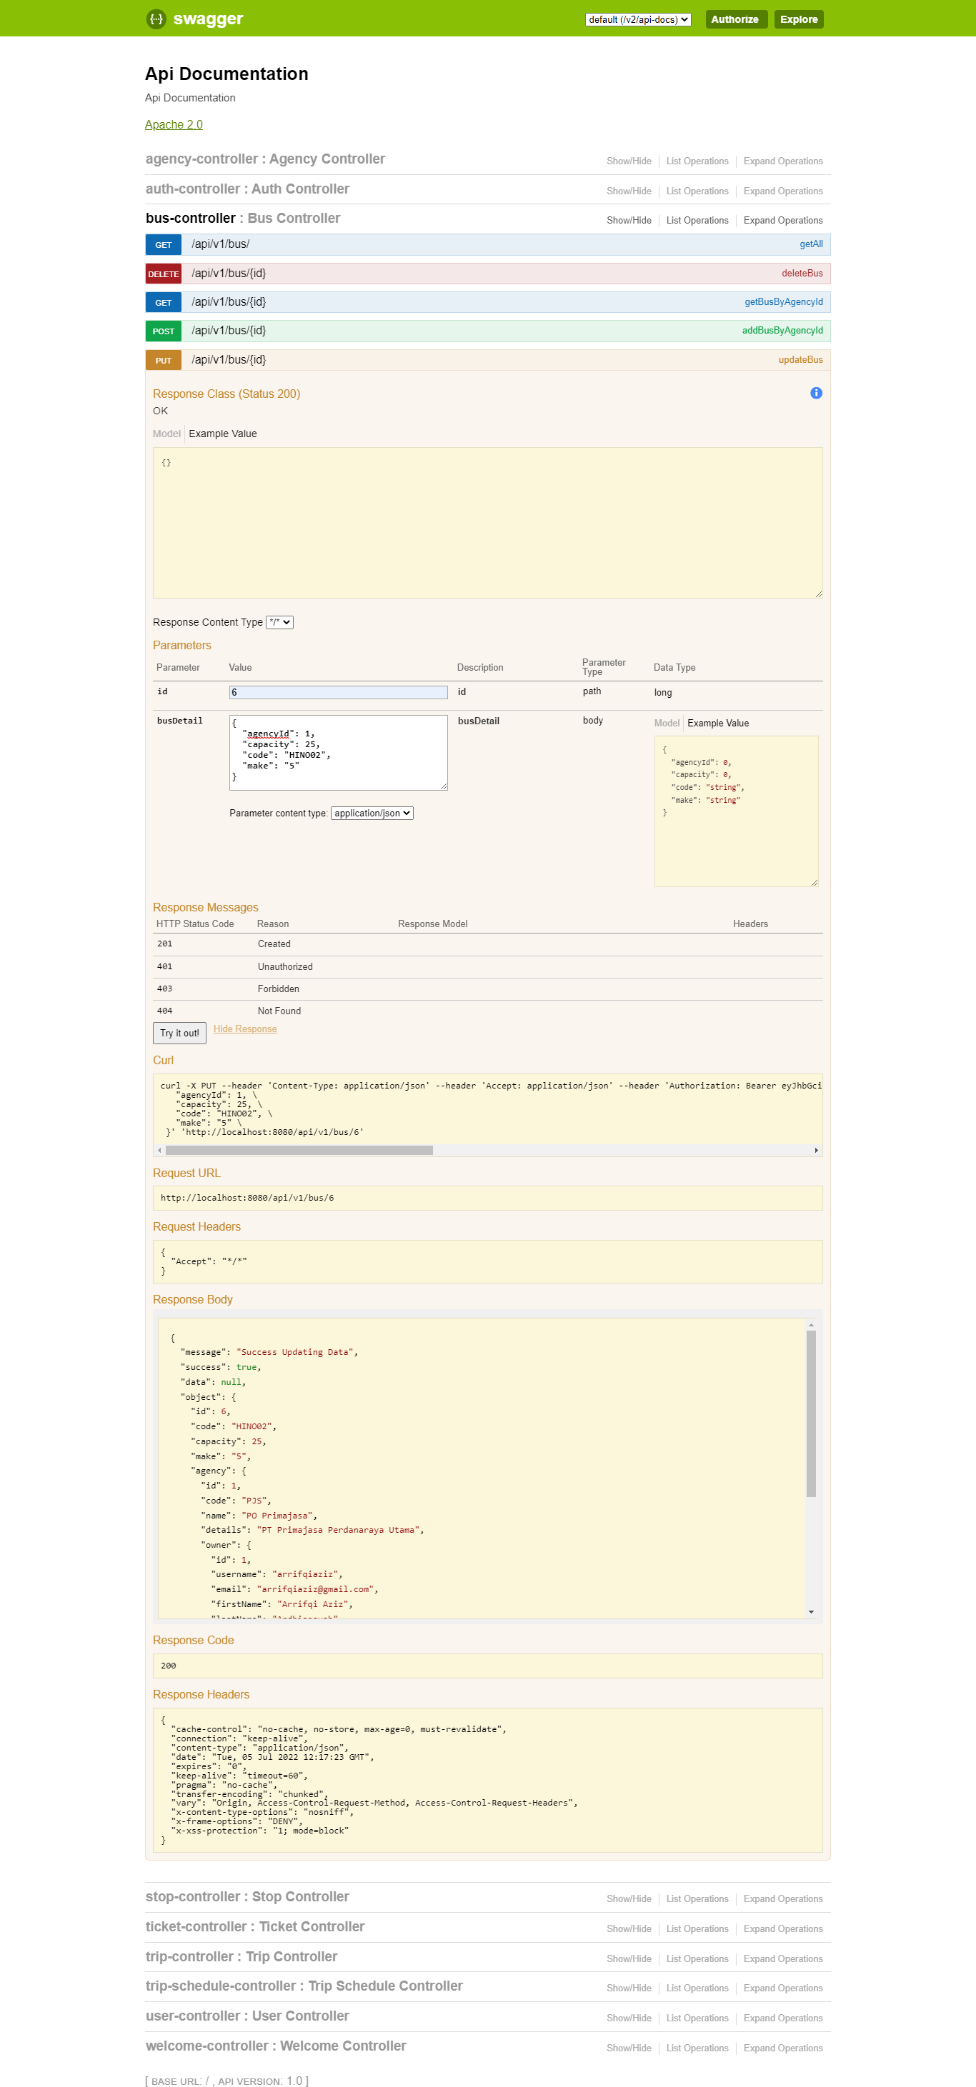 {···} swagger default (/v2/api-docs) Authorize Explore
Api Documentation
Api Documentation
Apache 2.0
agency-controller : Agency Controller Show/Hide List Operations Expand Operations
auth-controller : Auth Controller Show/Hide List Operations Expand Operations
bus-controller : Bus Controller Show/Hide List Operations Expand Operations
GET /api/v1/bus/ getAll
DELETE /api/v1/bus/{id} deleteBus
GET /api/v1/bus/{id} getBusByAgencyId
POST /api/v1/bus/{id} addBusByAgencyId
PUT /api/v1/bus/{id} updateBus
Response Class (Status 200)
OK
Model Example Value
{}
Response Content Type */*
Parameters
Parameter Value Description Parameter Type Data Type
id 6 id path long
busDetail busDetail body Model Example Value
{
"agencyId": 1,
"capacity": 25,
"code": "HINO02",
"make": "5"
}
{
"agencyId": 0,
"capacity": 0,
"code": "string",
"make": "string"
}
Parameter content type: application/json
Response Messages
HTTP Status Code Reason Response Model Headers
201 Created
401 Unauthorized
403 Forbidden
404 Not Found
Try it out! Hide Response
Curl
curl -X PUT --header 'Content-Type: application/json' --header 'Accept: application/json' --header 'Authorization: Bearer eyJhbGci
"agencyId": 1, \
"capacity": 25, \
"code": "HINO02", \
"make": "5" \
}' 'http://localhost:8080/api/v1/bus/6'
Request URL
http://localhost:8080/api/v1/bus/6
Request Headers
{
"Accept": "*/*"
}
Response Body
{
"message": "Success Updating Data",
"success": true,
"data": null,
"object": {
"id": 6,
"code": "HINO02",
"capacity": 25,
"make": "5",
"agency": {
"id": 1,
"code": "PJS",
"name": "PO Primajasa",
"details": "PT Primajasa Perdanaraya Utama",
"owner": {
"id": 1,
"username": "arrifqiaziz",
"email": "arrifqiaziz@gmail.com",
"firstName": "Arrifqi Aziz",
Response Code
200
Response Headers
{
"cache-control": "no-cache, no-store, max-age=0, must-revalidate",
"connection": "keep-alive",
"content-type": "application/json",
"date": "Tue, 05 Jul 2022 12:17:23 GMT",
"expires": "0",
"keep-alive": "timeout=60",
"pragma": "no-cache",
"transfer-encoding": "chunked",
"vary": "Origin, Access-Control-Request-Method, Access-Control-Request-Headers",
"x-content-type-options": "nosniff",
"x-frame-options": "DENY",
"x-xss-protection": "1; mode=block"
}
stop-controller : Stop Controller Show/Hide List Operations Expand Operations
ticket-controller : Ticket Controller Show/Hide List Operations Expand Operations
trip-controller : Trip Controller Show/Hide List Operations Expand Operations
trip-schedule-controller : Trip Schedule Controller Show/Hide List Operations Expand Operations
user-controller : User Controller Show/Hide List Operations Expand Operations
welcome-controller : Welcome Controller Show/Hide List Operations Expand Operations
[ BASE URL: / , API VERSION: 1.0 ]